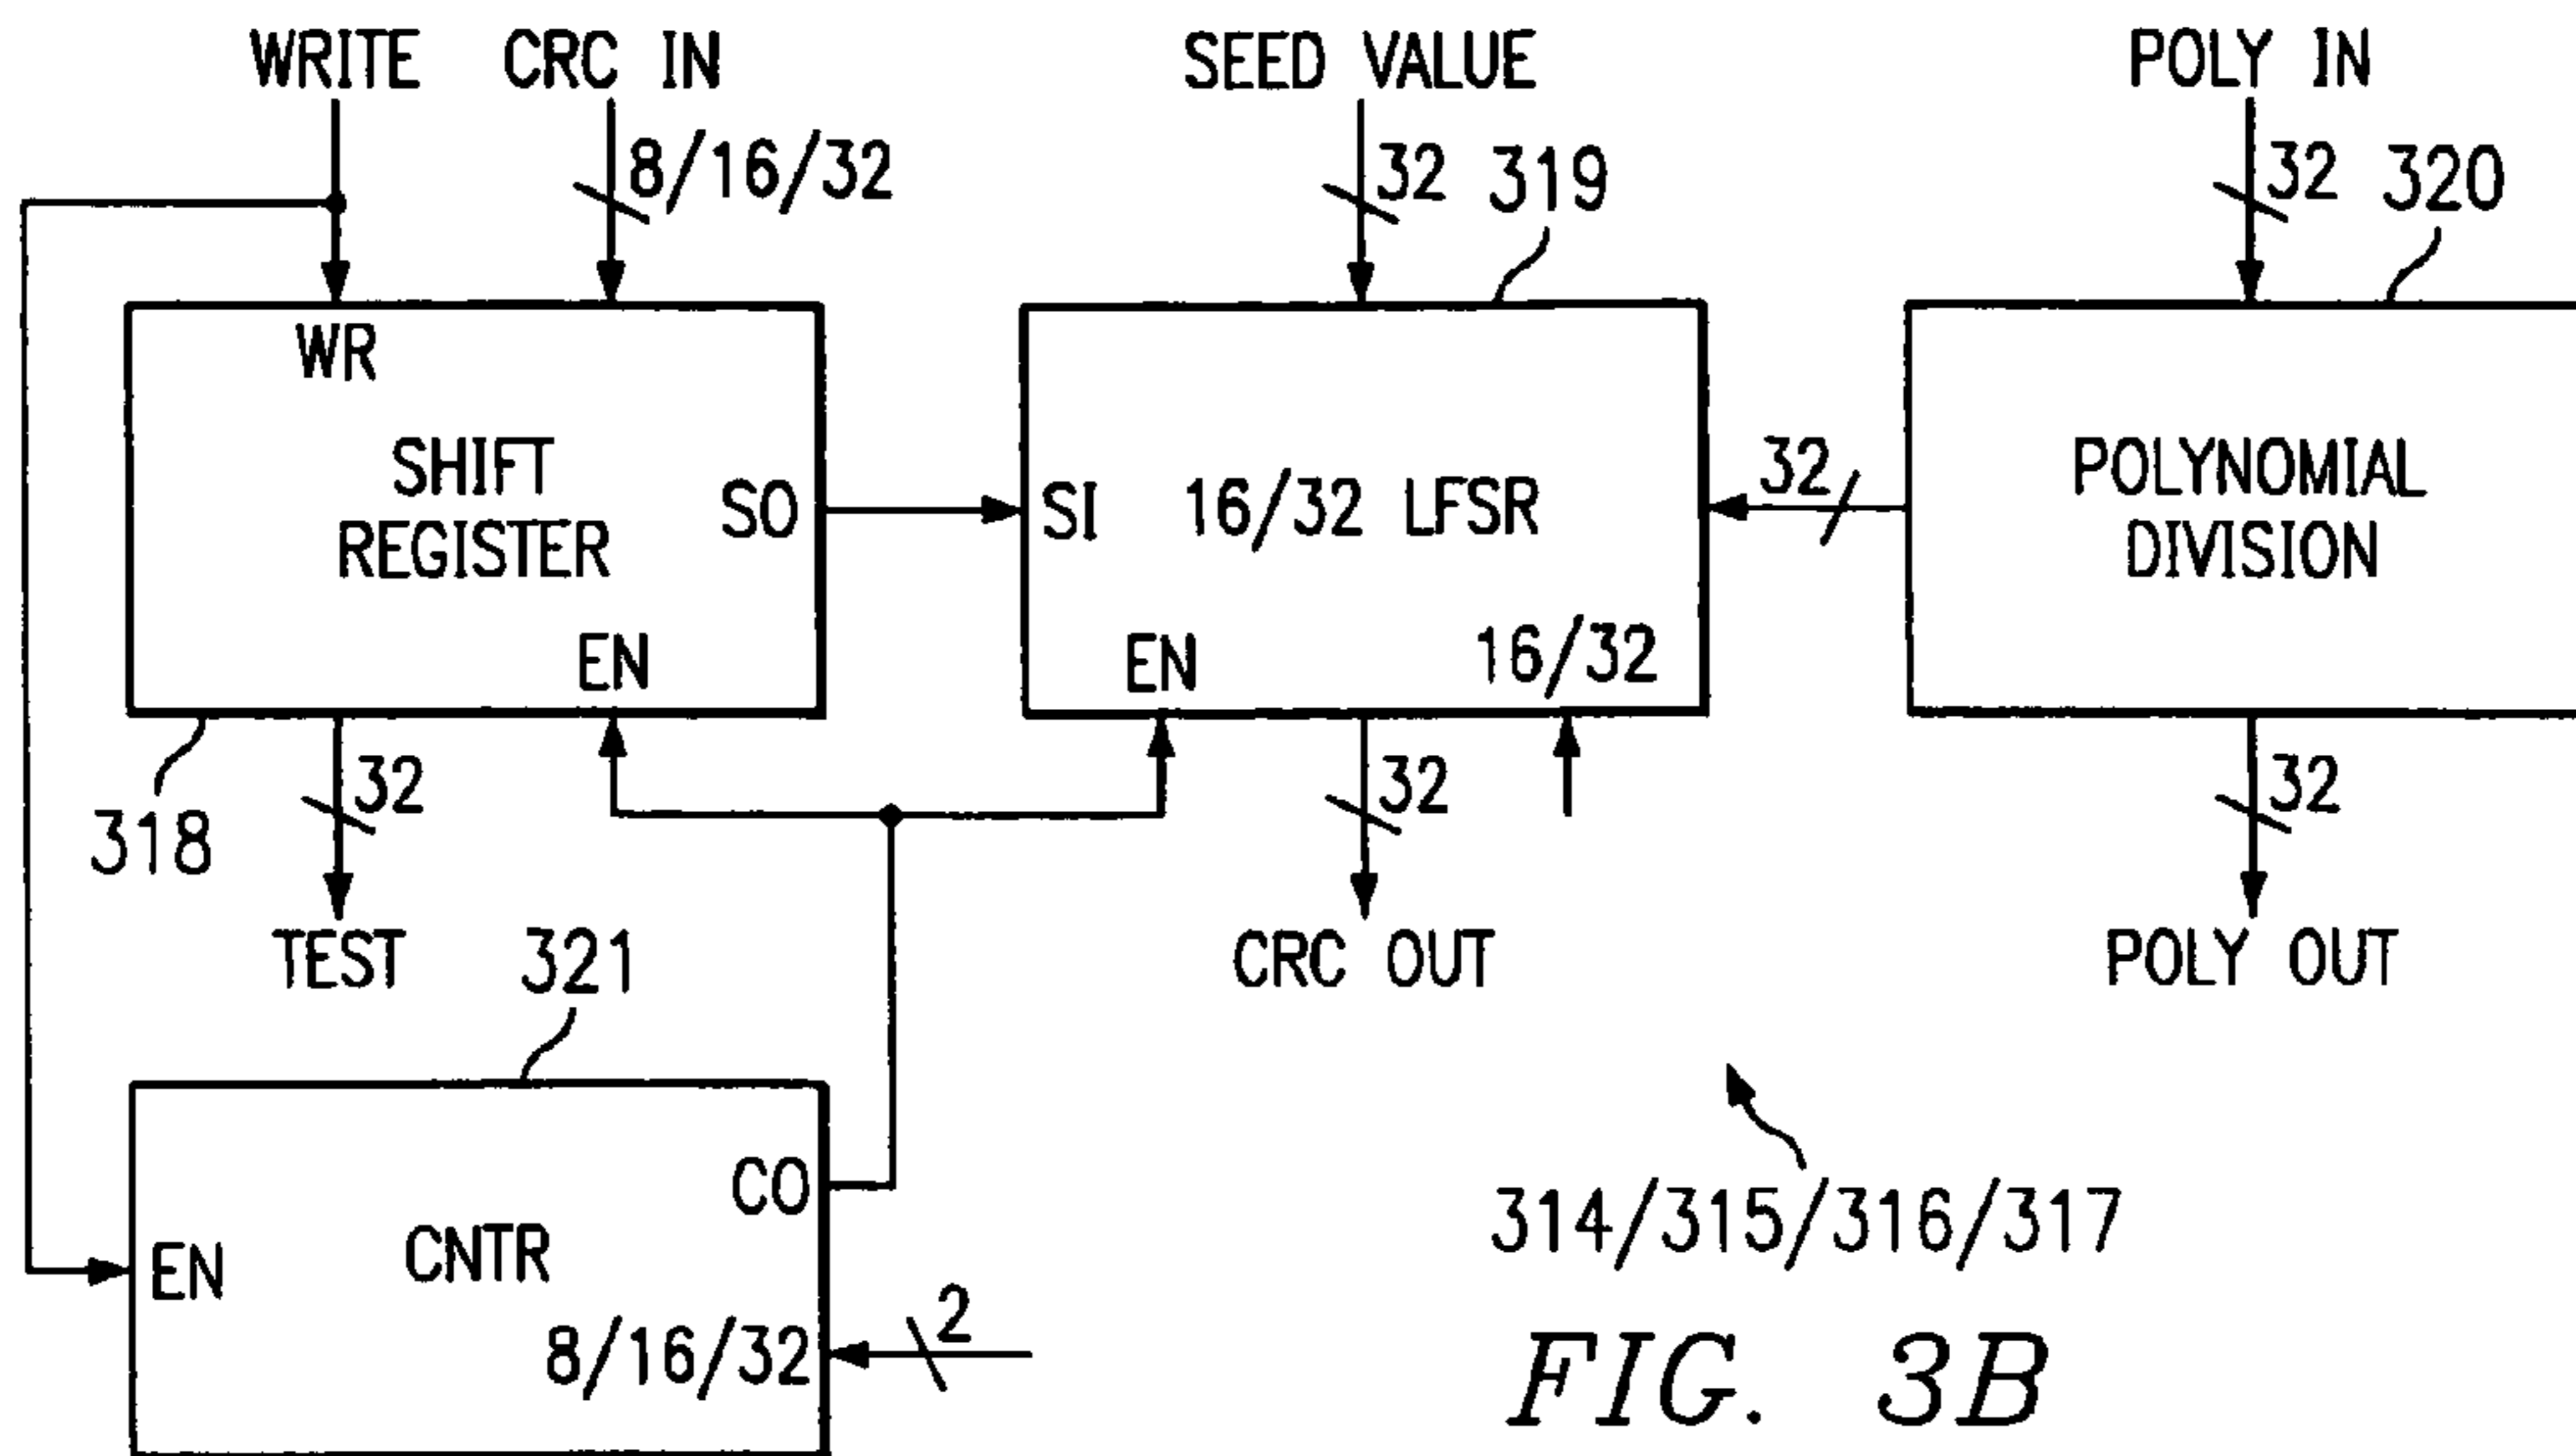 WRITE
CRC IN
SEED VALUE
POLY IN
8/16/32
32
319
32
320
WR
SHIFT
REGISTER
SO
EN
SI
16/32 LFSR
EN
16/32
32
POLYNOMIAL
DIVISION
318
32
TEST
32
CRC OUT
32
POLY OUT
321
CO
EN
CNTR
8/16/32
2
314/315/316/317
FIG. 3B